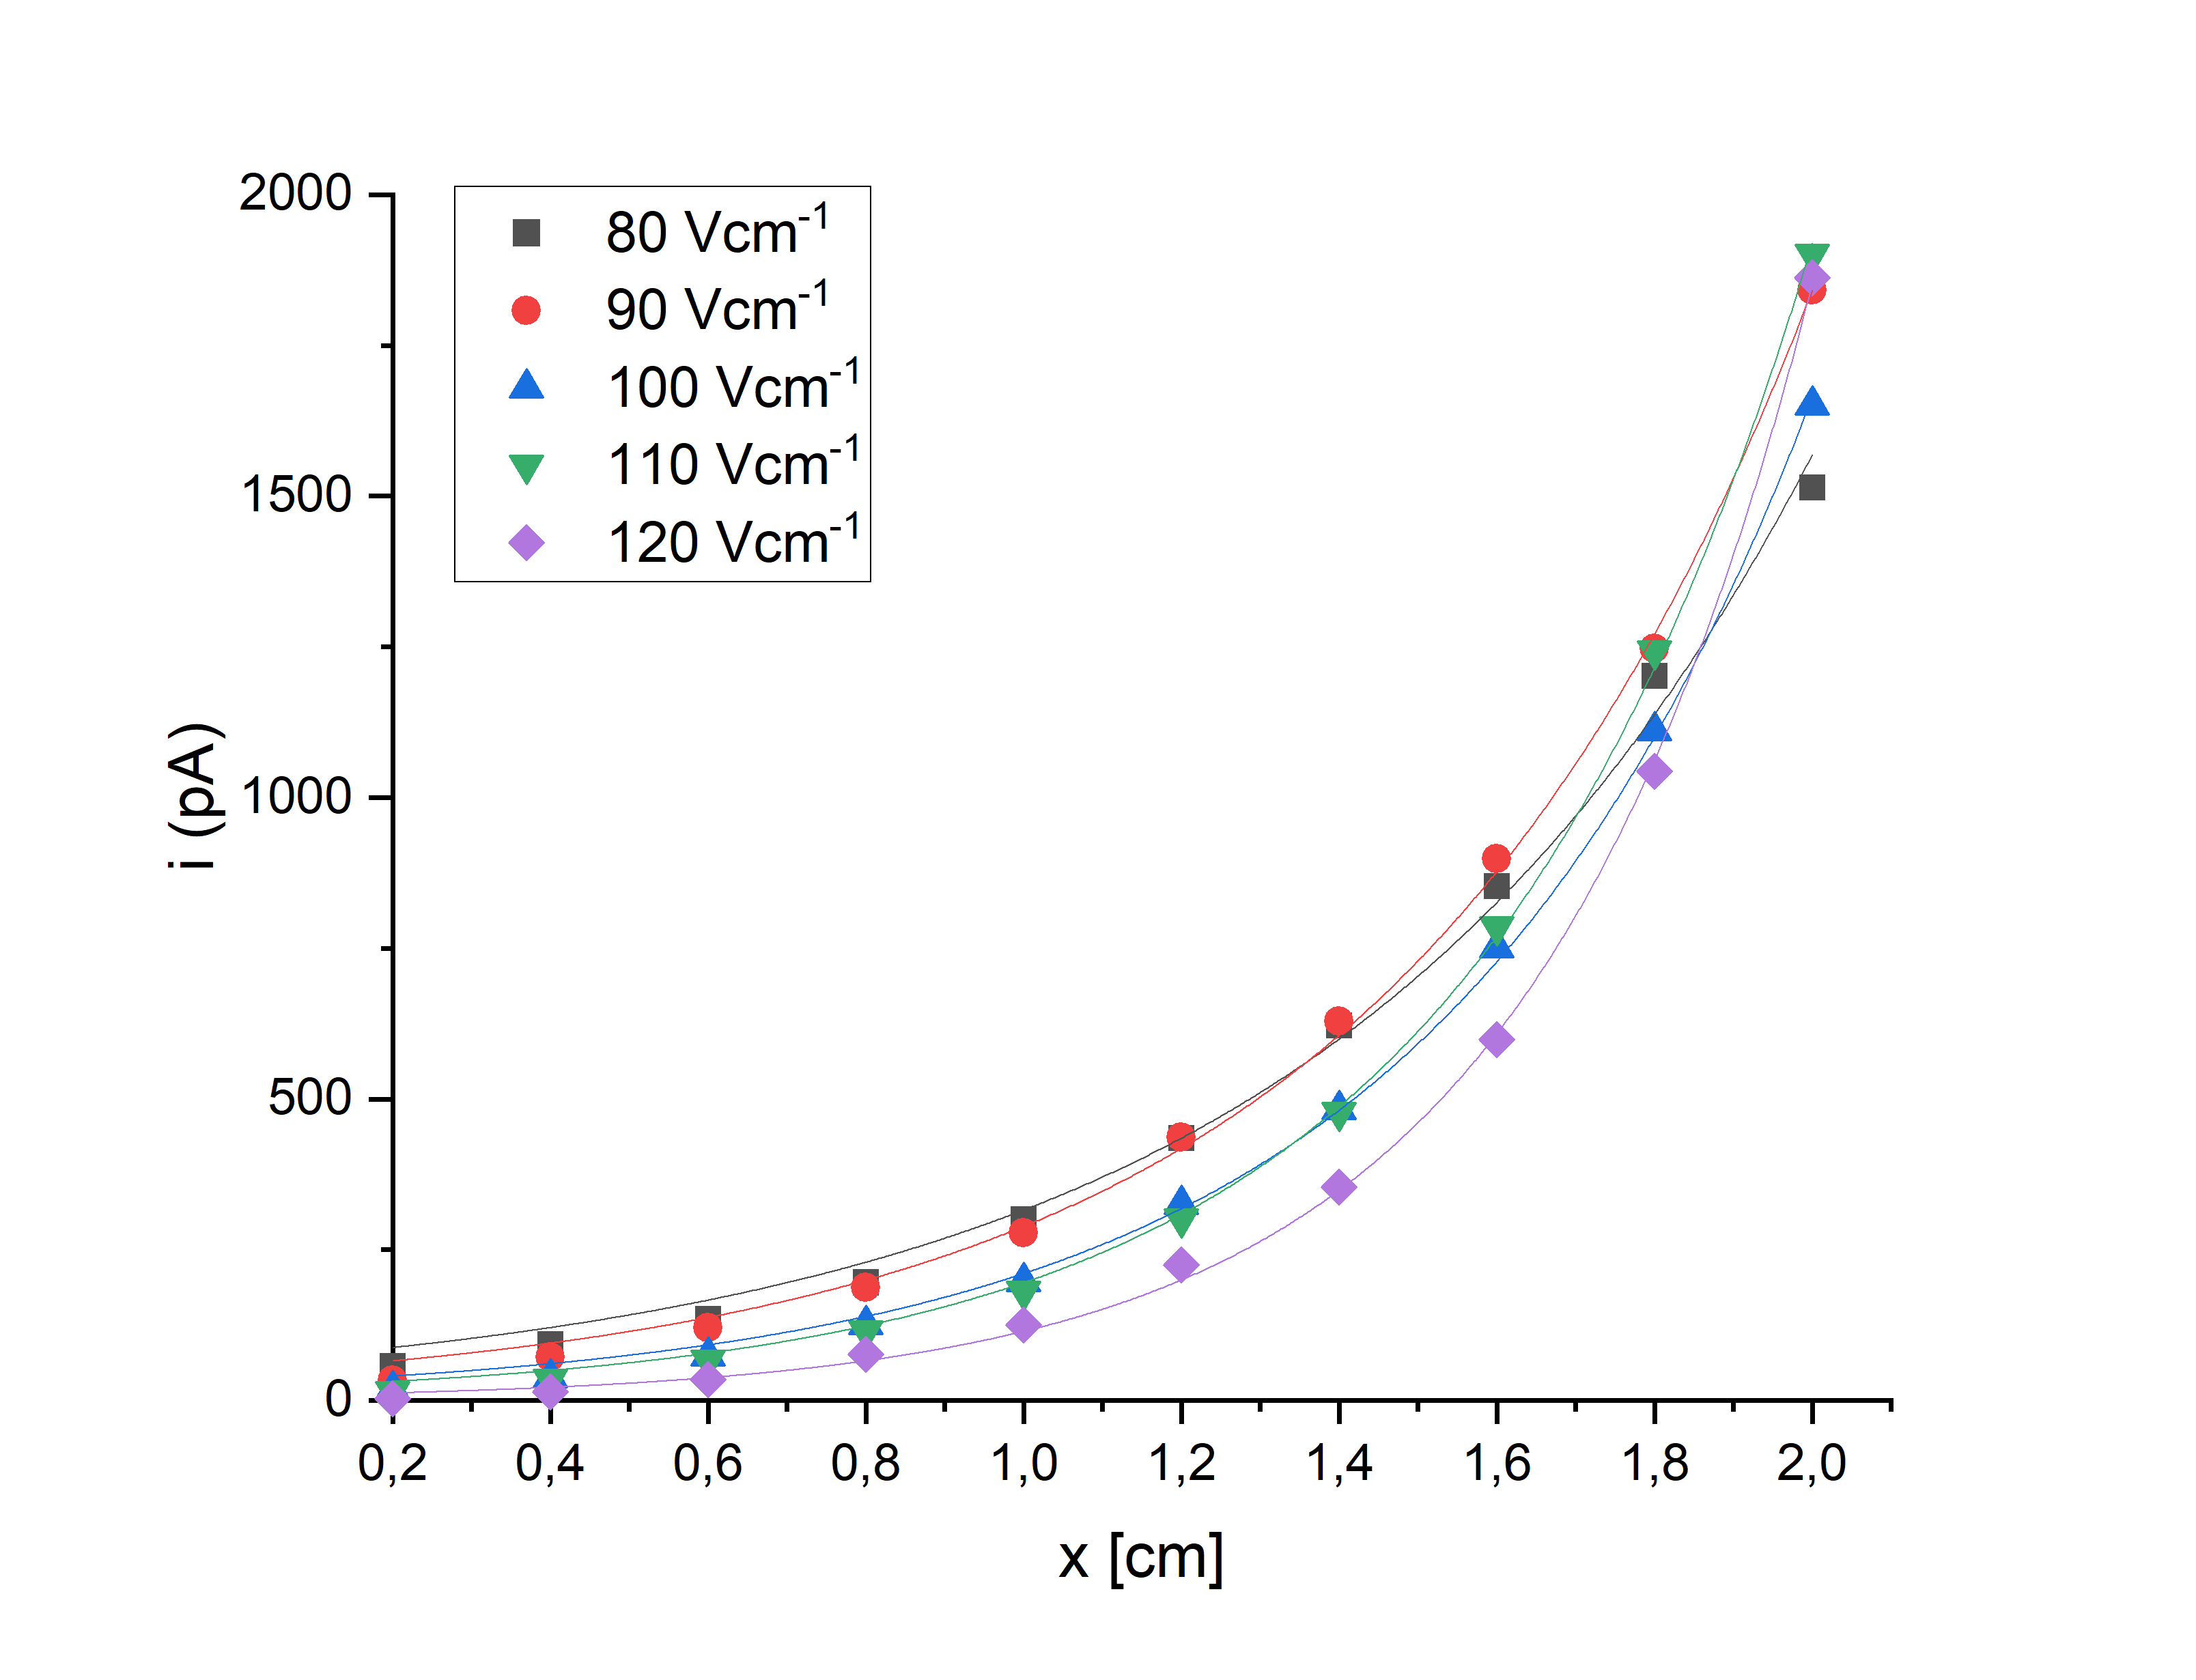 2000
1500
1000
500
0
i (pA)
80 Vcm⁻¹
90 Vcm⁻¹
100 Vcm⁻¹
110 Vcm⁻¹
120 Vcm⁻¹
0,2 0,4 0,6 0,8 1,0 1,2 1,4 1,6 1,8 2,0
x [cm]